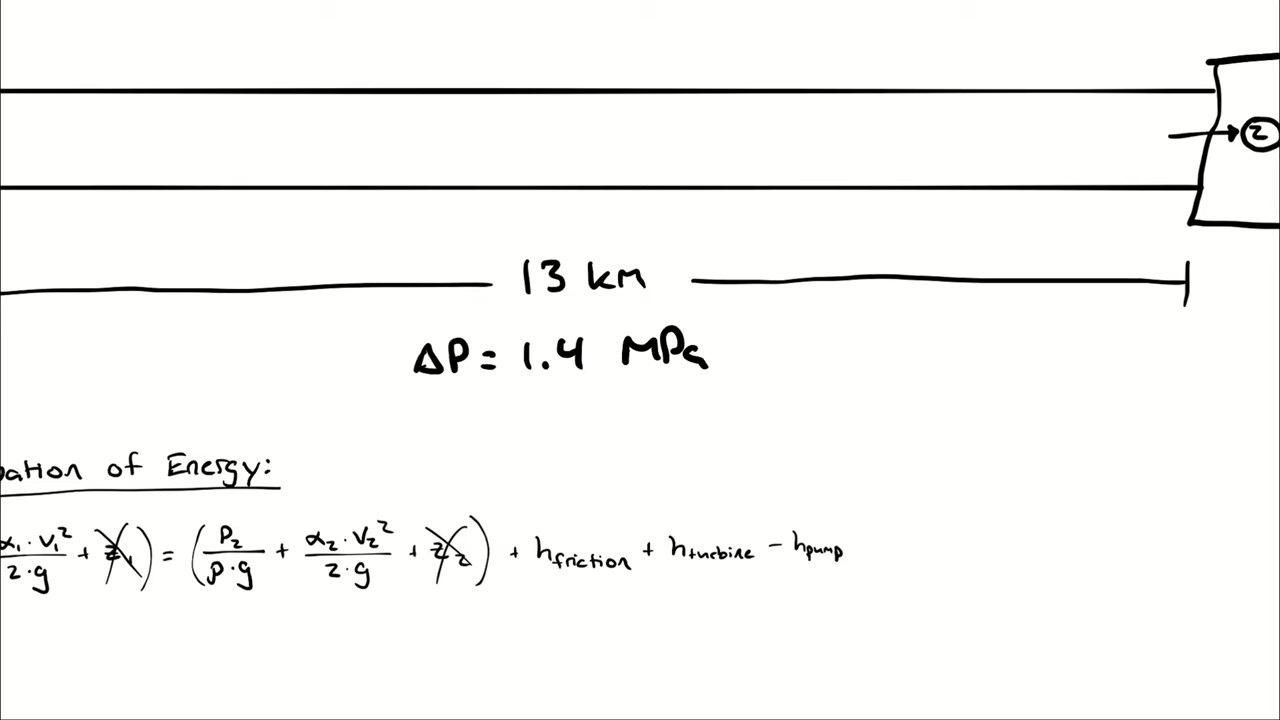 2
13 km
ΔP = 1.4 MPa
of Energy:
α₁·V₁²/2·g + z₁) = (P₂/ρ·g + α₂·V₂²/2·g + z₂) + h_friction + h_turbine - h_pump